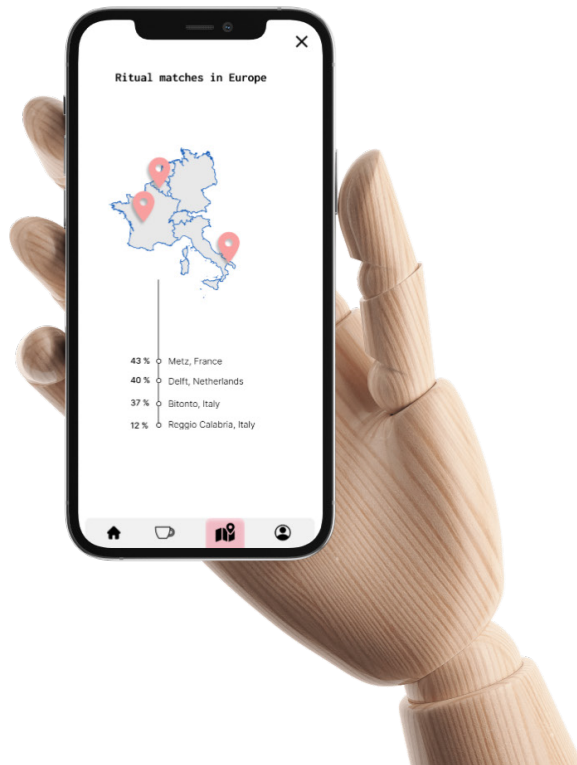 Ritual matches in Europe
43 % Metz, France
40 % Delft, Netherlands
37 % Bitonto, Italy
12 % Reggio Calabria, Italy